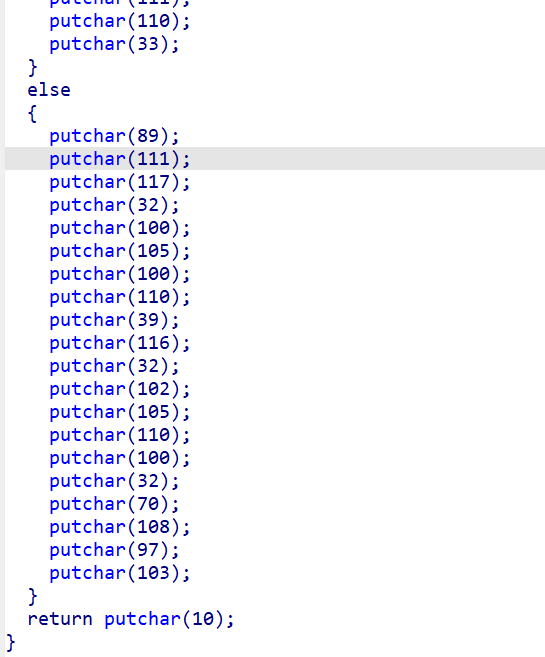 putchar(111);
putchar(110);
putchar(33);
}
else
{
putchar(89);
putchar(111);
putchar(117);
putchar(32);
putchar(100);
putchar(105);
putchar(100);
putchar(110);
putchar(39);
putchar(116);
putchar(32);
putchar(102);
putchar(105);
putchar(110);
putchar(100);
putchar(32);
putchar(70);
putchar(108);
putchar(97);
putchar(103);
}
return putchar(10);
}